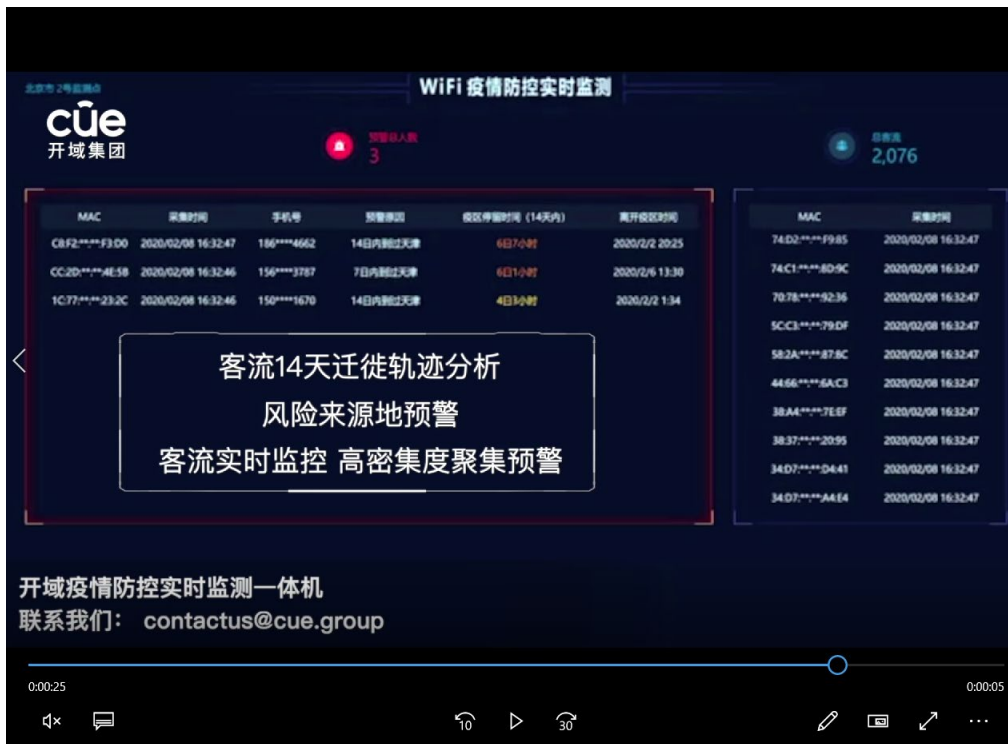 北京市 2号监测点
WiFi 疫情防控实时监测
cue
开域集团
预警总人数
3
总客流
2,076
MAC 采集时间 手机号 预警原因 疫区停留时间（14天内） 离开疫区时间
C8:F2:**:**:F3:D0 2020/02/08 16:32:47 186****4662 14日内到过天津 6日7小时 2020/2/2 20:25
CC:2D:**:**:4E:5B 2020/02/08 16:32:46 156****3787 7日内到过天津 6日1小时 2020/2/6 13:30
1C:77:**:**:23:2C 2020/02/08 16:32:46 150****1670 14日内到过天津 4日3小时 2020/2/2 1:34
MAC 采集时间
74:D2:**:**:F9:85 2020/02/08 16:32:47
74:C1:**:**:8D:9C 2020/02/08 16:32:47
70:78:**:**:92:36 2020/02/08 16:32:47
5C:C3:**:**:79:DF 2020/02/08 16:32:47
58:2A:**:**:87:8C 2020/02/08 16:32:47
44:66:**:**:6A:C3 2020/02/08 16:32:47
38:A4:**:**:7E:EF 2020/02/08 16:32:47
38:37:**:**:20:95 2020/02/08 16:32:47
34:D7:**:**:D4:41 2020/02/08 16:32:47
34:D7:**:**:A4:E4 2020/02/08 16:32:47
客流14天迁徙轨迹分析
风险来源地预警
客流实时监控 高密集度聚集预警
开域疫情防控实时监测一体机
联系我们： contactus@cue.group
0:00:25 0:00:05
10 30